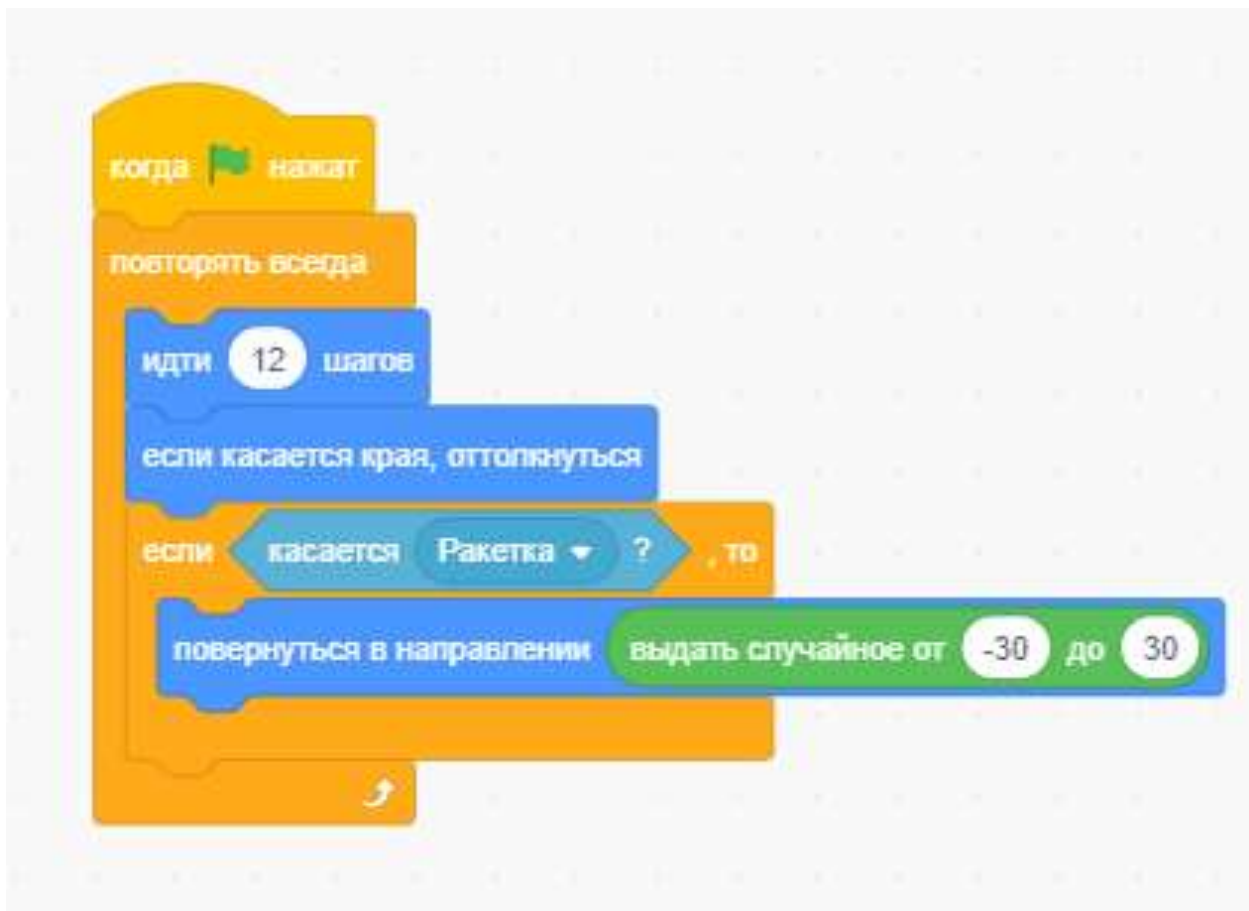 когда нажат
повторять всегда
идти 12 шагов
если касается края, оттолкнуться
если касается Ракетка ? , то
повернуться в направлении выдать случайное от -30 до 30